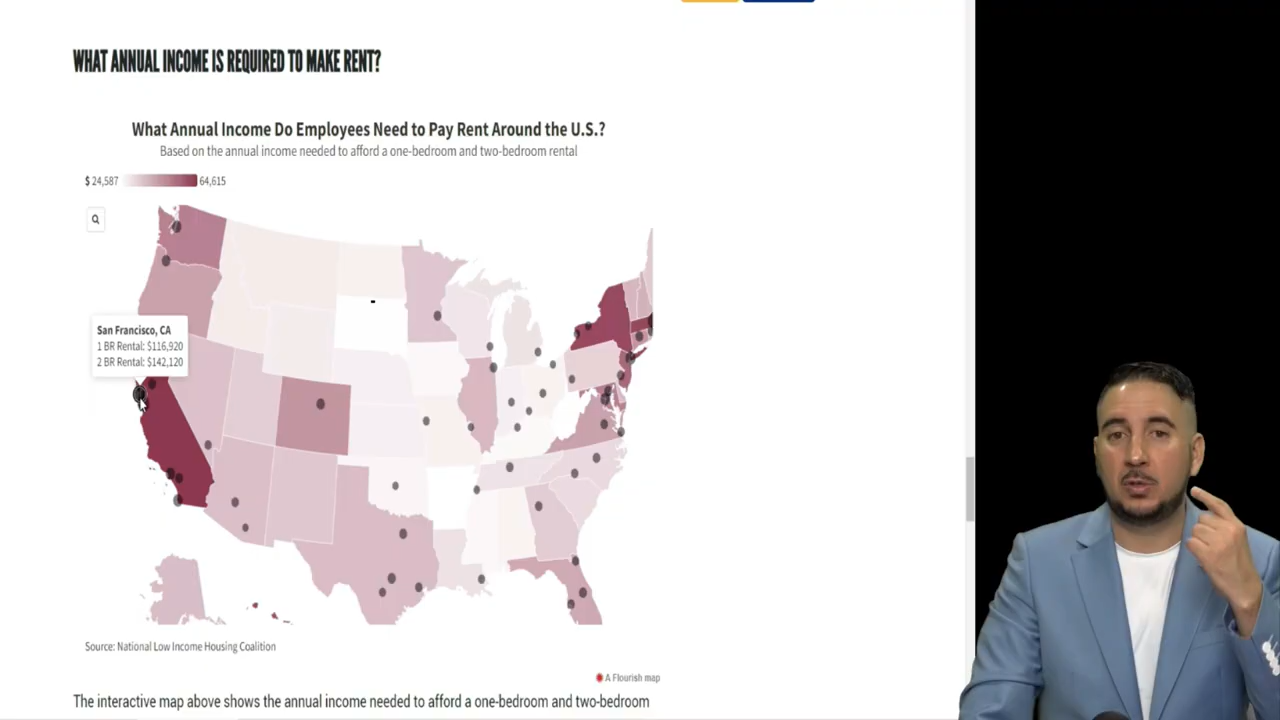 WHAT ANNUAL INCOME IS REQUIRED TO MAKE RENT?
What Annual Income Do Employees Need to Pay Rent Around the U.S.?
Based on the annual income needed to afford a one-bedroom and two-bedroom rental
$ 24,587 64,615
San Francisco, CA
1 BR Rental: $116,920
2 BR Rental: $142,120
Source: National Low Income Housing Coalition
A Flourish map
The interactive map above shows the annual income needed to afford a one-bedroom and two-bedroom